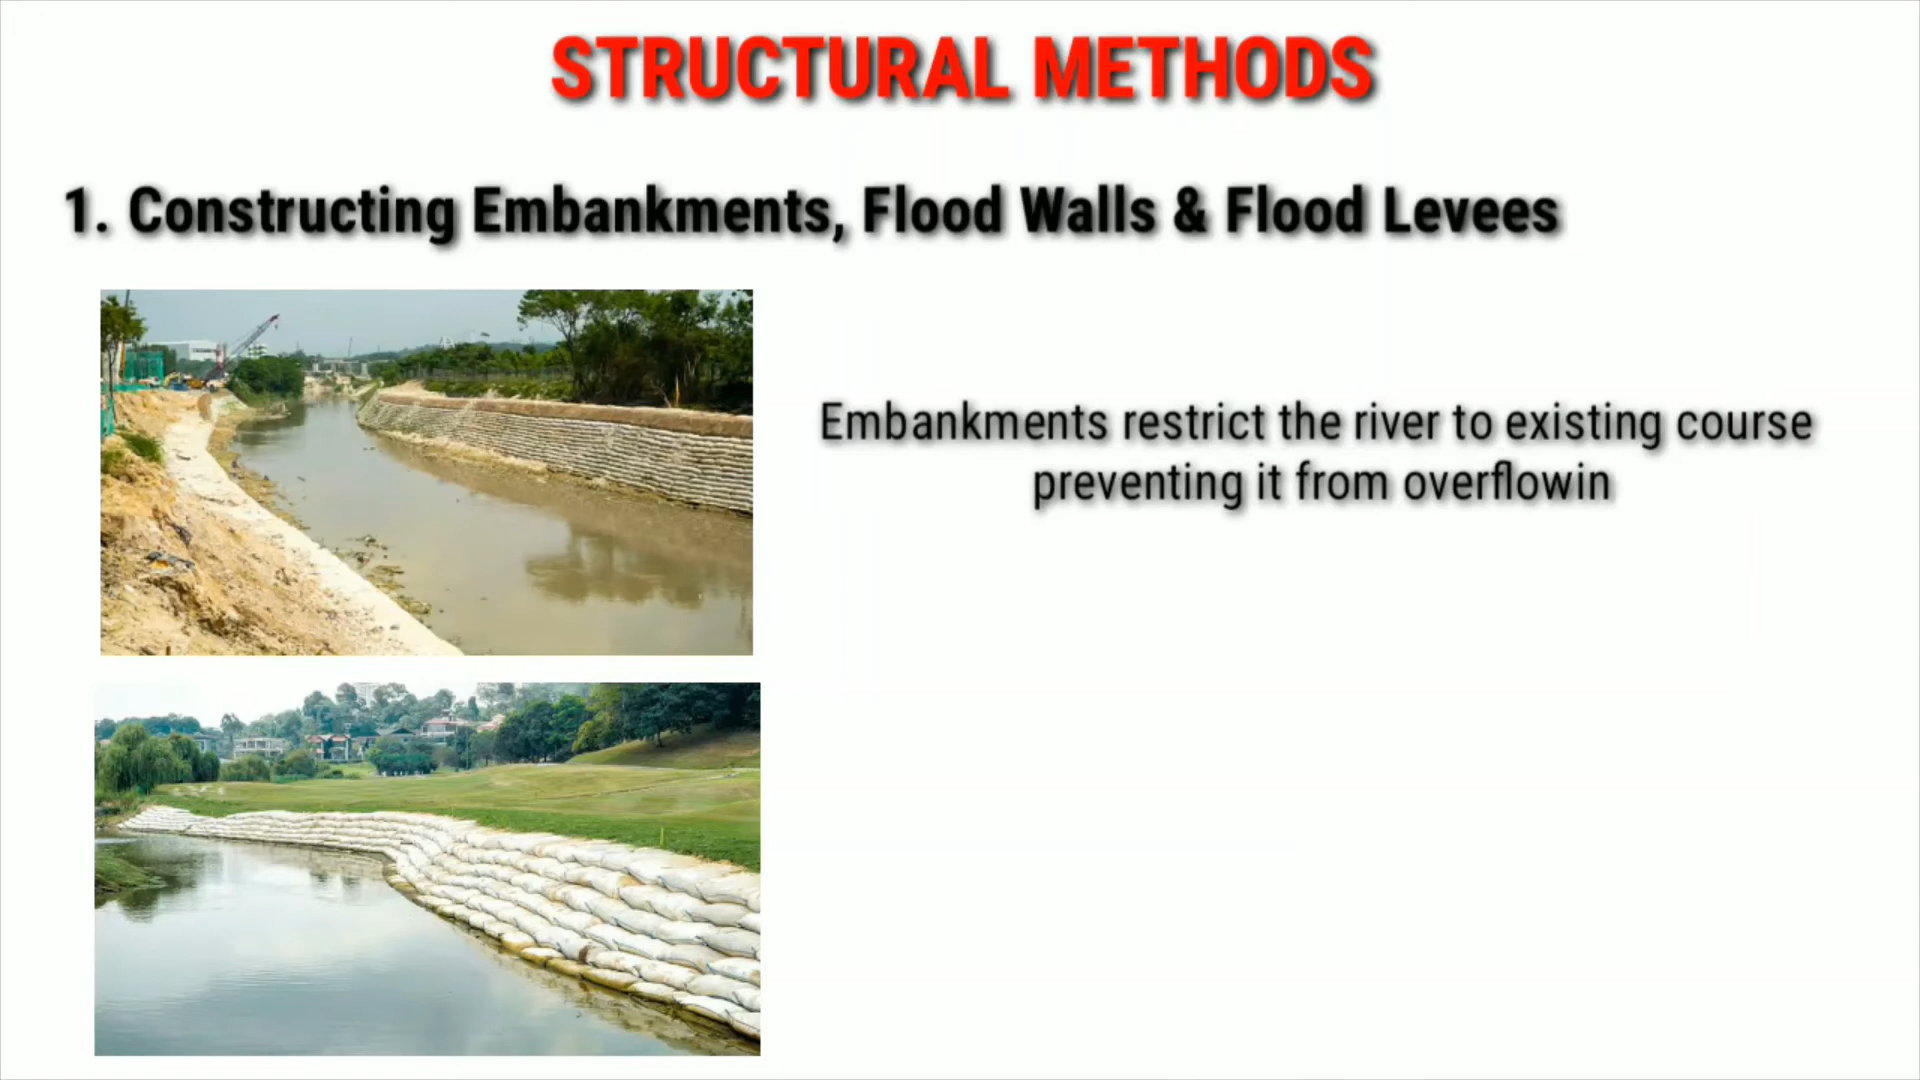 STRUCTURAL METHODS
1. Constructing Embankments, Flood Walls & Flood Levees
Embankments restrict the river to existing course
preventing it from overflowin